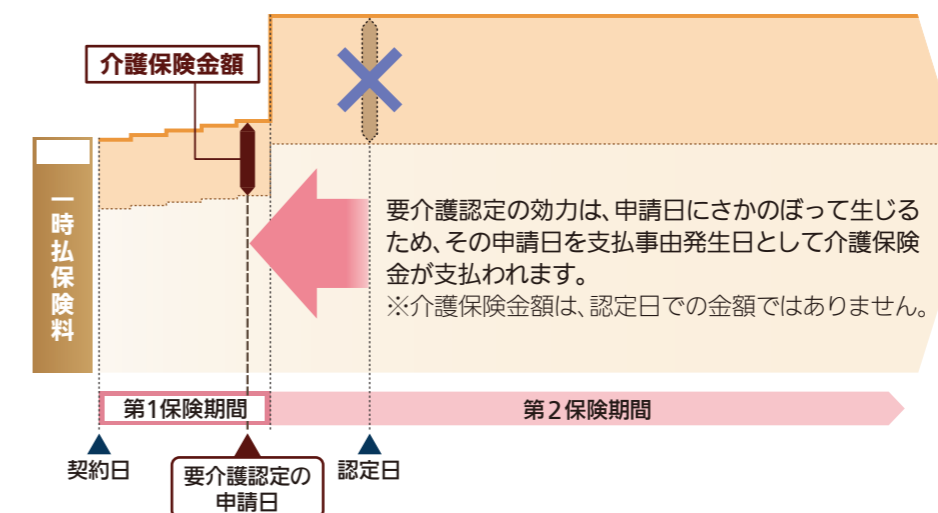 介護保険金額
一時払保険料
要介護認定の効力は、申請日にさかのぼって生じる
ため、その申請日を支払事由発生日として介護保険
金が支払われます。
※介護保険金額は、認定日での金額ではありません。
第1保険期間
第2保険期間
契約日
要介護認定の
申請日
認定日